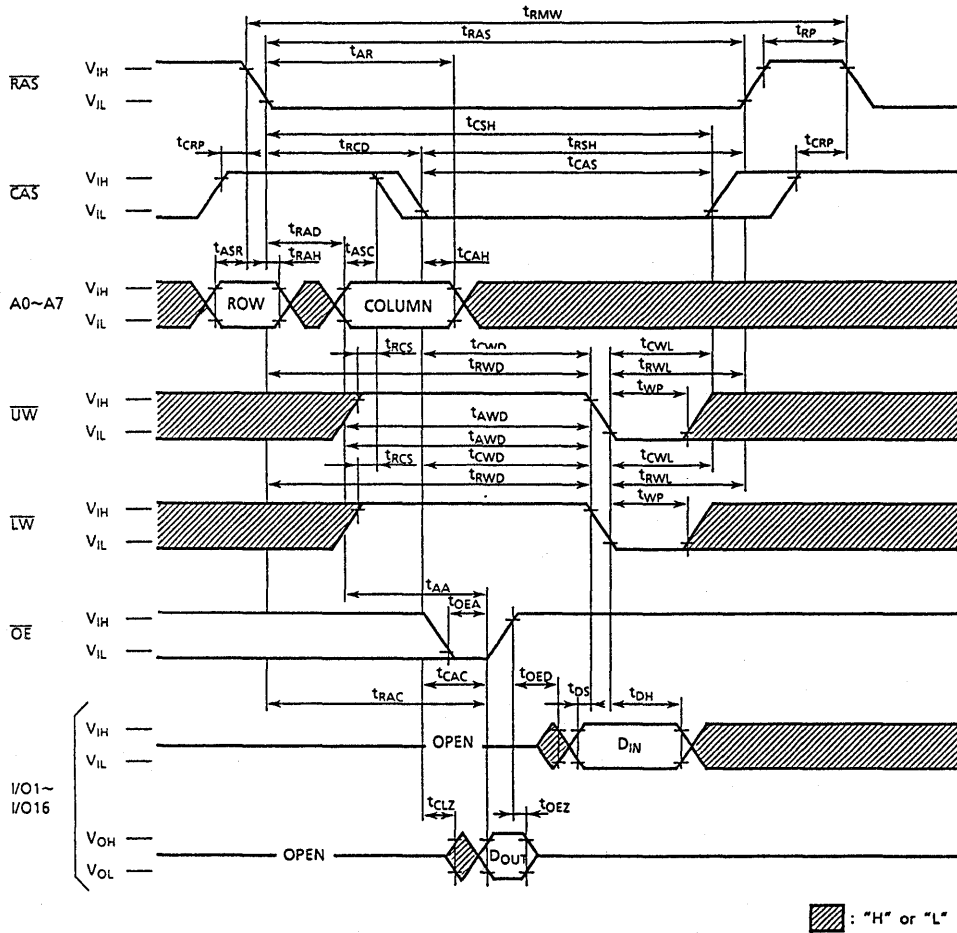 tRMW
tRAS
tRP
tAR
RAS
VIH
VIL
tCSH
tCRP
tRCD
tRSH
tCRP
tCAS
CAS
VIH
VIL
tRAD
tASR
tRAH
tASC
tCAH
A0~A7
VIH
VIL
ROW
COLUMN
tRCS
tCWD
tCWL
tRWD
tRWL
tWP
UW
VIH
VIL
tAWD
tAWD
tRCS
tCWD
tCWL
tRWD
tRWL
tWP
LW
VIH
VIL
tAA
tOEA
OE
VIH
VIL
tCAC
tOED
tRAC
tDS
tDH
VIH
VIL
OPEN
DIN
I/O1~
I/O16
tCLZ
tOEZ
VOH
VOL
OPEN
DOUT
: "H" or "L"